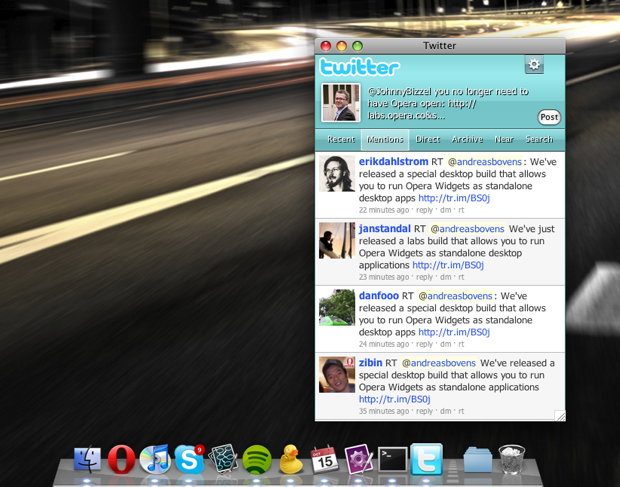 Twitter
twitter
@JohnnyBizzel you no longer need to
have Opera open: http://
labs.opera.co&s...
Post
Recent Mentions Direct Archive Near Search
erikdahlstrom RT @andreasbovens: We've
released a special desktop build that allows
you to run Opera Widgets as standalone
desktop apps http://tr.im/BS0j
22 minutes ago · reply · dm · rt
janstandal RT @andreasbovens We've just
released a labs build that allows you to run
Opera Widgets as standalone desktop
applications http://tr.im/BS0j
23 minutes ago · reply · dm · rt
danfooo RT @andreasbovens: We've
released a special desktop build that allows
you to run Opera Widgets as standalone
desktop apps http://tr.im/BS0j
24 minutes ago · reply · dm · rt
zibin RT @andreasbovens We've released a
special desktop build that allows you to run
Opera Widgets as standalone applications
http://tr.im/BS0j
35 minutes ago · reply · dm · rt
9
OCT
15
>_